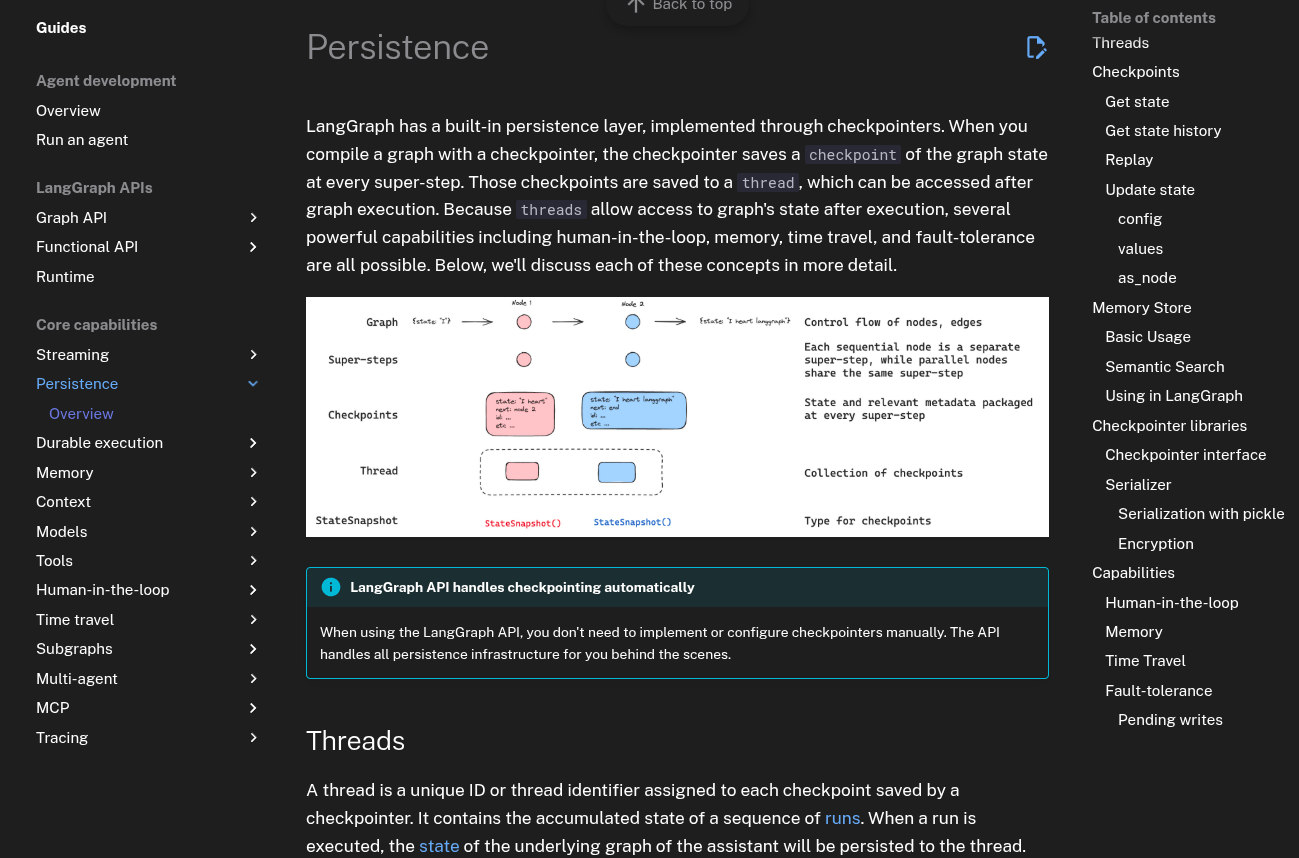 Back to top
Guides
Agent development
Overview
Run an agent
LangGraph APIs
Graph API
Functional API
Runtime
Core capabilities
Streaming
Persistence
Overview
Durable execution
Memory
Context
Models
Tools
Human-in-the-loop
Time travel
Subgraphs
Multi-agent
MCP
Tracing
Persistence
LangGraph has a built-in persistence layer, implemented through checkpointers. When you
compile a graph with a checkpointer, the checkpointer saves a checkpoint of the graph state
at every super-step. Those checkpoints are saved to a thread, which can be accessed after
graph execution. Because threads allow access to graph's state after execution, several
powerful capabilities including human-in-the-loop, memory, time travel, and fault-tolerance
are all possible. Below, we'll discuss each of these concepts in more detail.
Node 1
Node 2
Graph
{state: "I"}
{state: "I heart langgraph"}
Control flow of nodes, edges
Super-steps
Each sequential node is a separate
super-step, while parallel nodes
share the same super-step
Checkpoints
state: "I heart"
next: node 2
id: ...
etc ...
state: "I heart langgraph"
next: end
id: ...
etc ...
State and relevant metadata packaged
at every super-step
Thread
Collection of checkpoints
StateSnapshot
StateSnapshot()
StateSnapshot()
Type for checkpoints
LangGraph API handles checkpointing automatically
When using the LangGraph API, you don't need to implement or configure checkpointers manually. The API
handles all persistence infrastructure for you behind the scenes.
Threads
A thread is a unique ID or thread identifier assigned to each checkpoint saved by a
checkpointer. It contains the accumulated state of a sequence of runs. When a run is
executed, the state of the underlying graph of the assistant will be persisted to the thread.
Table of contents
Threads
Checkpoints
Get state
Get state history
Replay
Update state
config
values
as_node
Memory Store
Basic Usage
Semantic Search
Using in LangGraph
Checkpointer libraries
Checkpointer interface
Serializer
Serialization with pickle
Encryption
Capabilities
Human-in-the-loop
Memory
Time Travel
Fault-tolerance
Pending writes